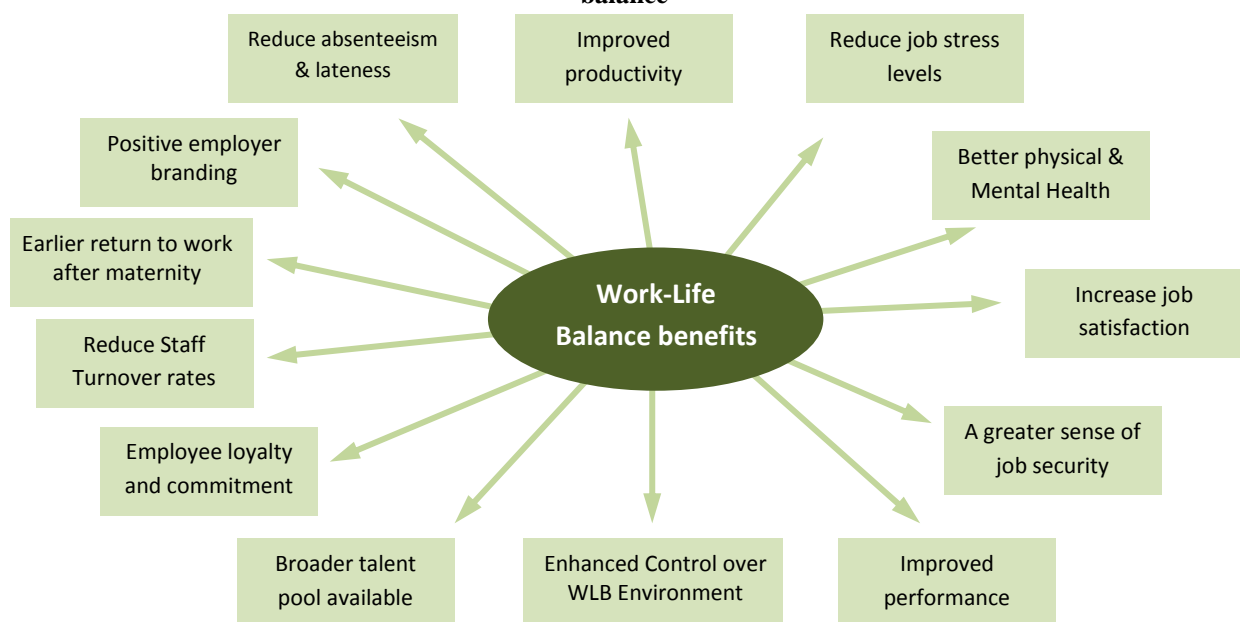 balance
Reduce absenteeism
& lateness
Improved
productivity
Reduce job stress
levels
Positive employer
branding
Better physical &
Mental Health
Earlier return to work
after maternity
Work-Life
Balance benefits
Increase job
satisfaction
Reduce Staff
Turnover rates
Employee loyalty
and commitment
A greater sense of
job security
Broader talent
pool available
Enhanced Control over
WLB Environment
Improved
performance